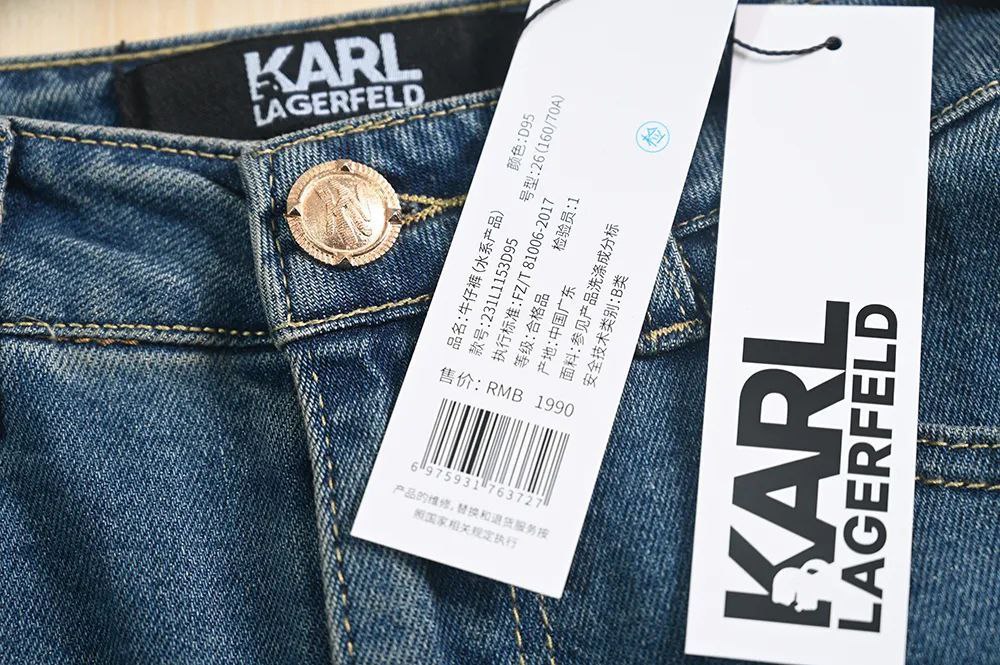 KARL
LAGERFELD
颜色:D95
号型:26(160/70A)
检
品名:牛仔裤(水系产品)
款号:231L1153D95
执行标准:FZ/T 81006-2017
等级:合格品
检验员:1
产地:中国广东
面料:参见产品洗涤成分标
安全技术类别:B类
售价: RMB 1990
6 975931 763727
产品的维修,替换和退货服务按
照国家相关规定执行
KARL
LAGERFELD